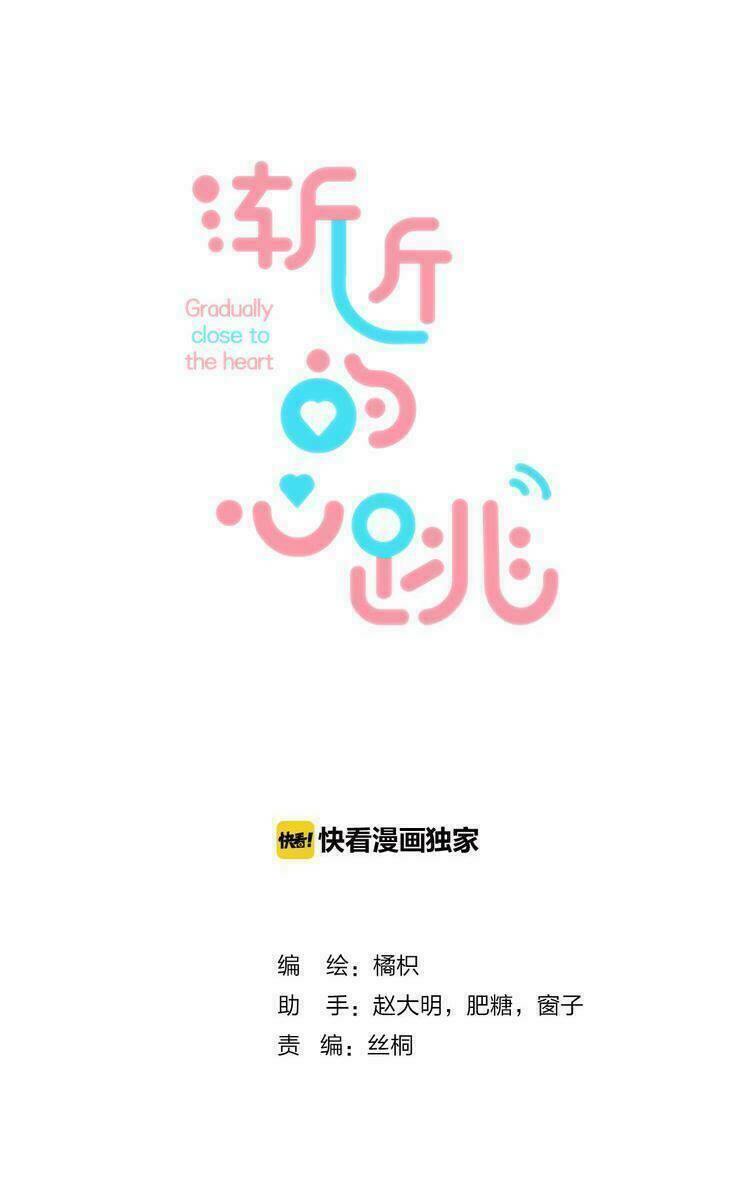 渐近
Gradually
close to
the heart
的
心跳
快看! 快看漫画独家
编 绘：橘枳
助 手：赵大明，肥糖，窗子
责 编：丝桐